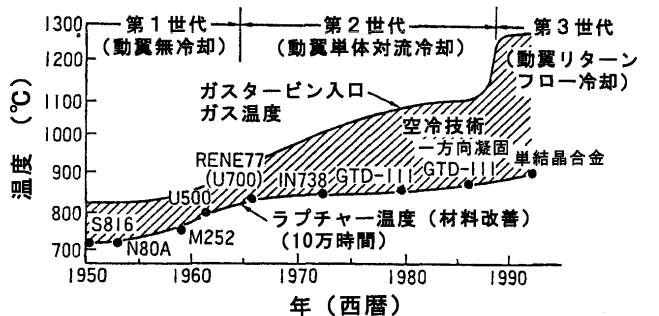 第1世代
(動翼無冷却)
第2世代
(動翼単体対流冷却)
第3世代
(動翼リターン
フロー冷却)
ガスタービン入口
ガス温度
空冷技術
一方向凝固
RENE77
(U700)
IN738
GTD-111
GTD-111
単結晶合金
U500
S816
N80A
M252
ラプチャー温度(材料改善)
(10万時間)
温度(℃)
1300
1200
1100
1000
900
800
700
1950
1960
1970
1980
1990
年(西暦)